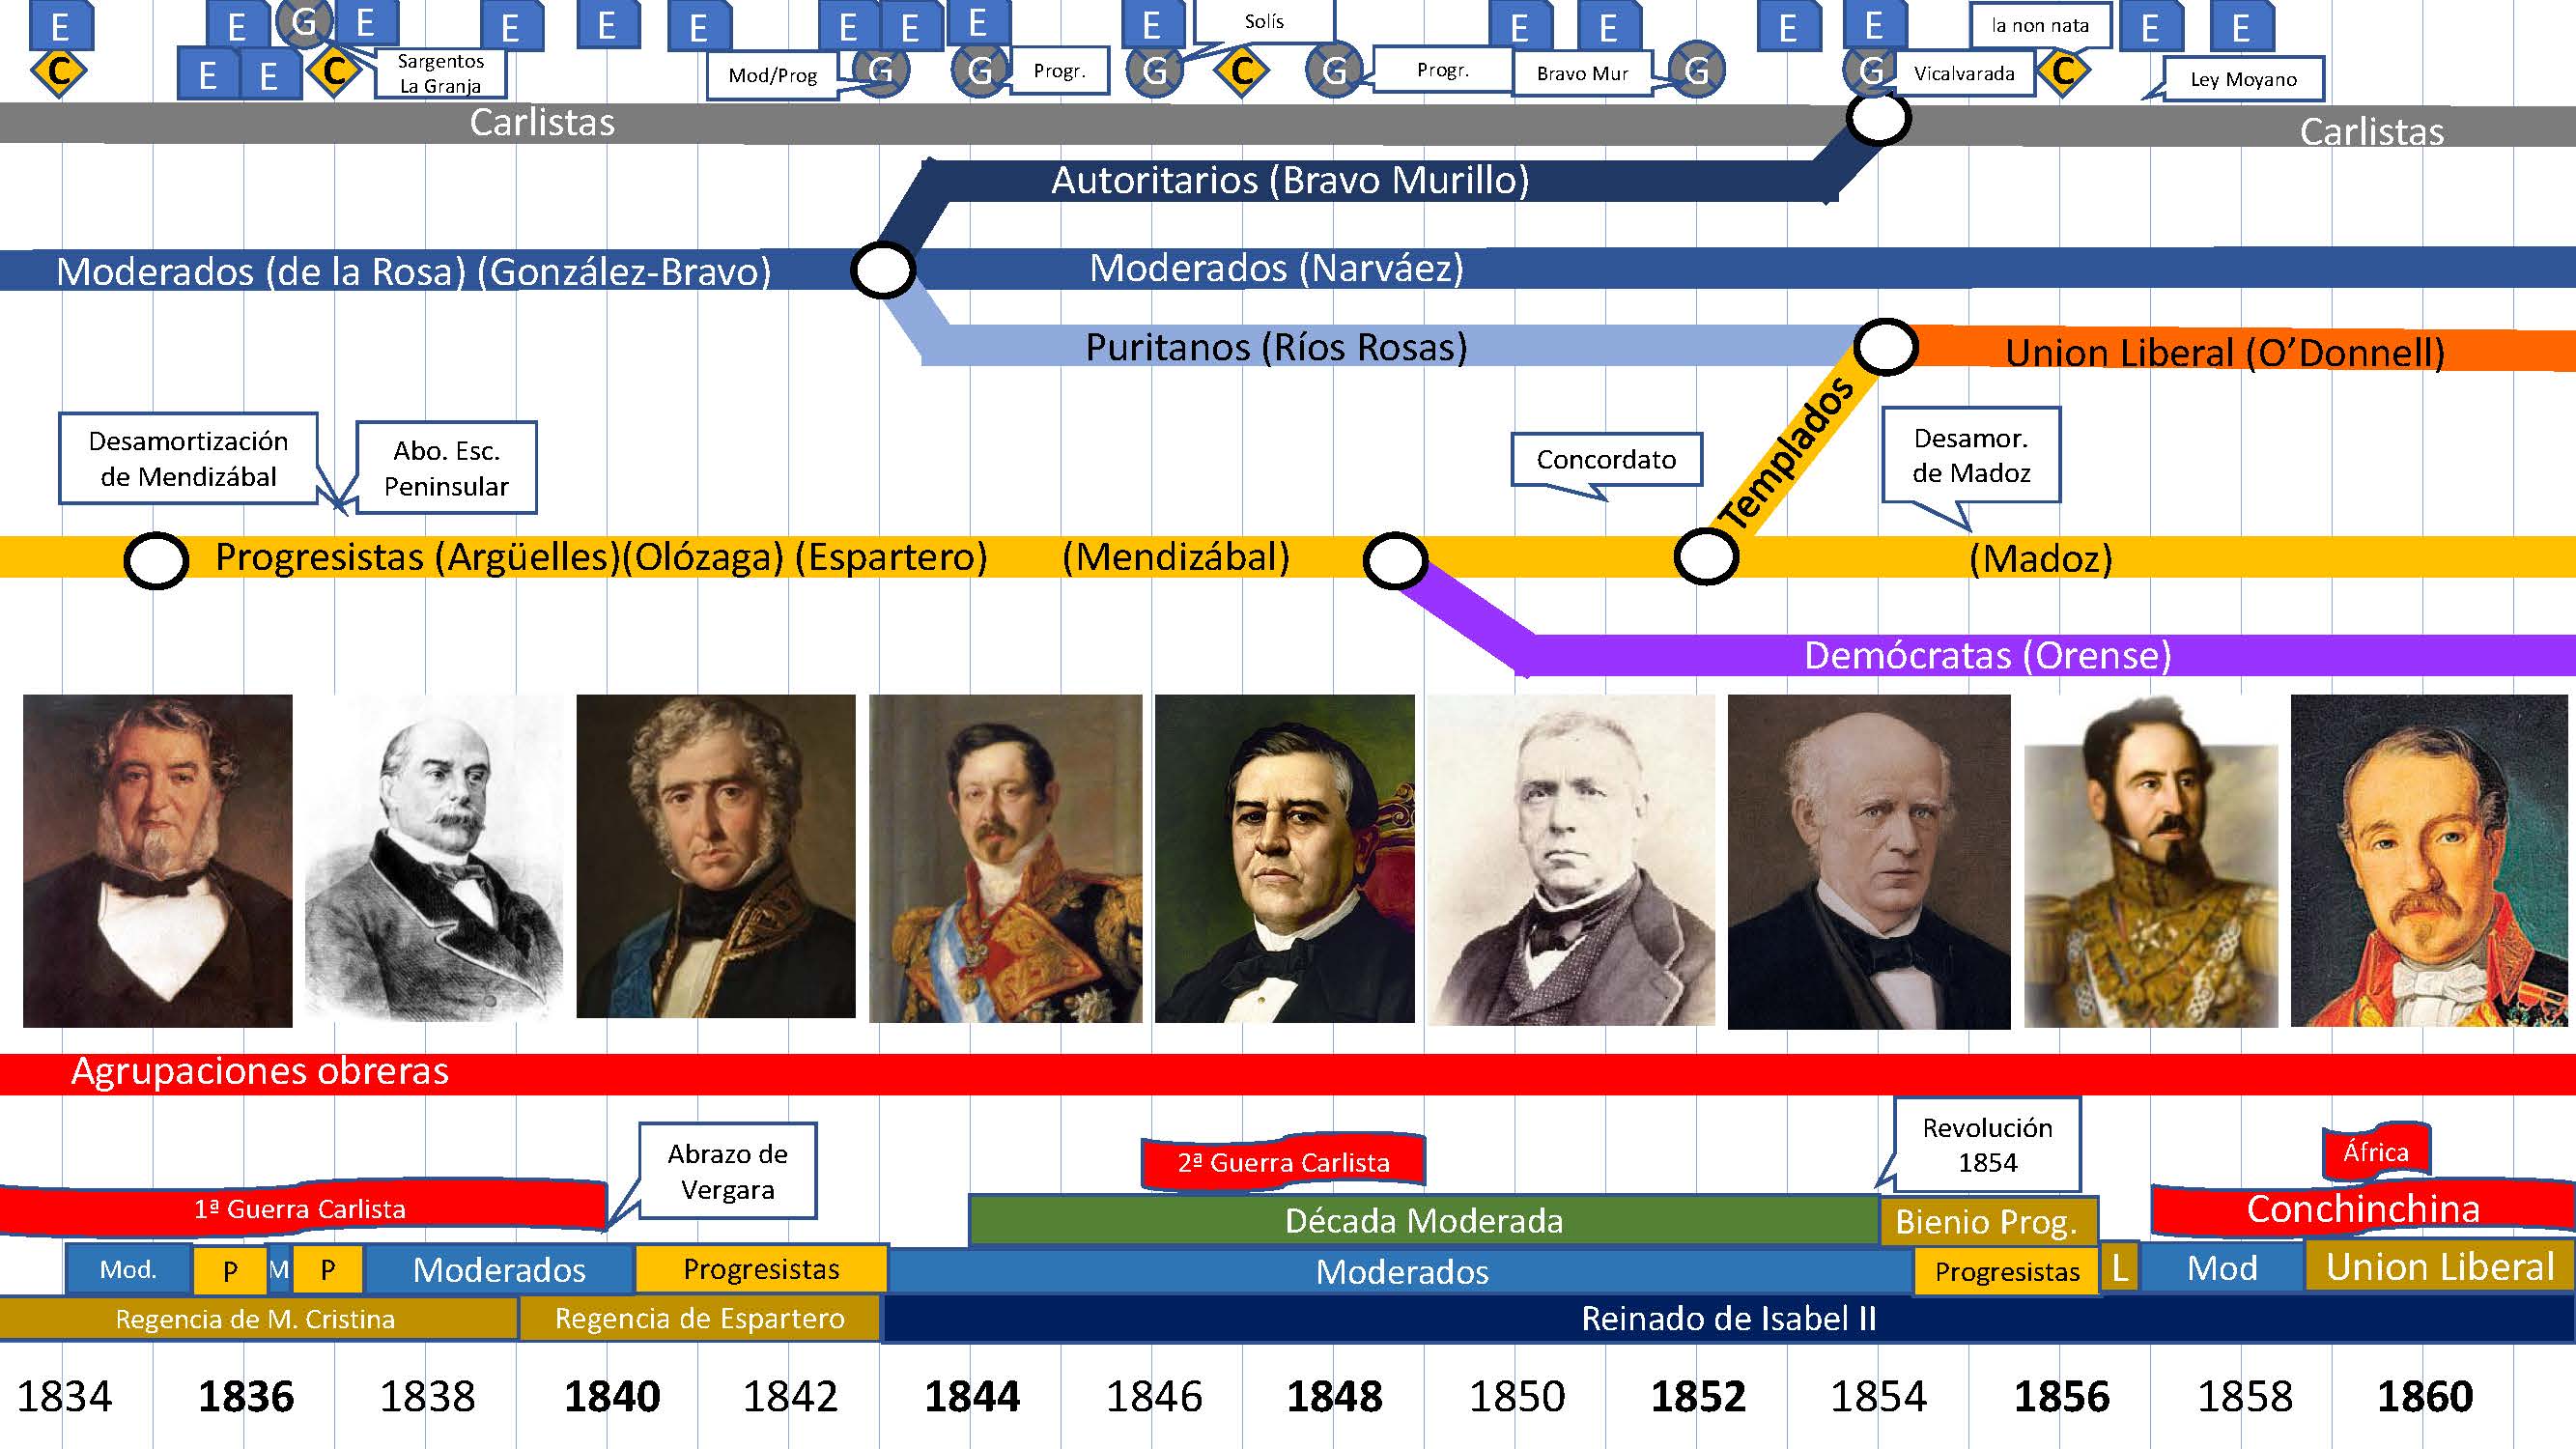 E
E
G
E
E
E
E
E
E
E
E
Solís
E
E
E
E
la non nata
E
E
C
E
E
C
Sargentos
La Granja
Mod/Prog
G
G
Progr.
G
C
G
Progr.
Bravo Mur
G
G
Vicalvarada
C
Ley Moyano
Carlistas
Carlistas
Autoritarios (Bravo Murillo)
Moderados (de la Rosa) (González-Bravo)
Moderados (Narváez)
Puritanos (Ríos Rosas)
Union Liberal (O’Donnell)
Templados
Desamortización
de Mendizábal
Abo. Esc.
Peninsular
Concordato
Desamor.
de Madoz
Progresistas (Argüelles)(Olózaga) (Espartero)
(Mendizábal)
(Madoz)
Demócratas (Orense)
Agrupaciones obreras
Abrazo de
Vergara
2ª Guerra Carlista
Revolución
1854
África
1ª Guerra Carlista
Década Moderada
Bienio Prog.
Conchinchina
Mod.
P
M
P
Moderados
Progresistas
Moderados
Progresistas
L
Mod
Union Liberal
Regencia de M. Cristina
Regencia de Espartero
Reinado de Isabel II
1834
1836
1838
1840
1842
1844
1846
1848
1850
1852
1854
1856
1858
1860